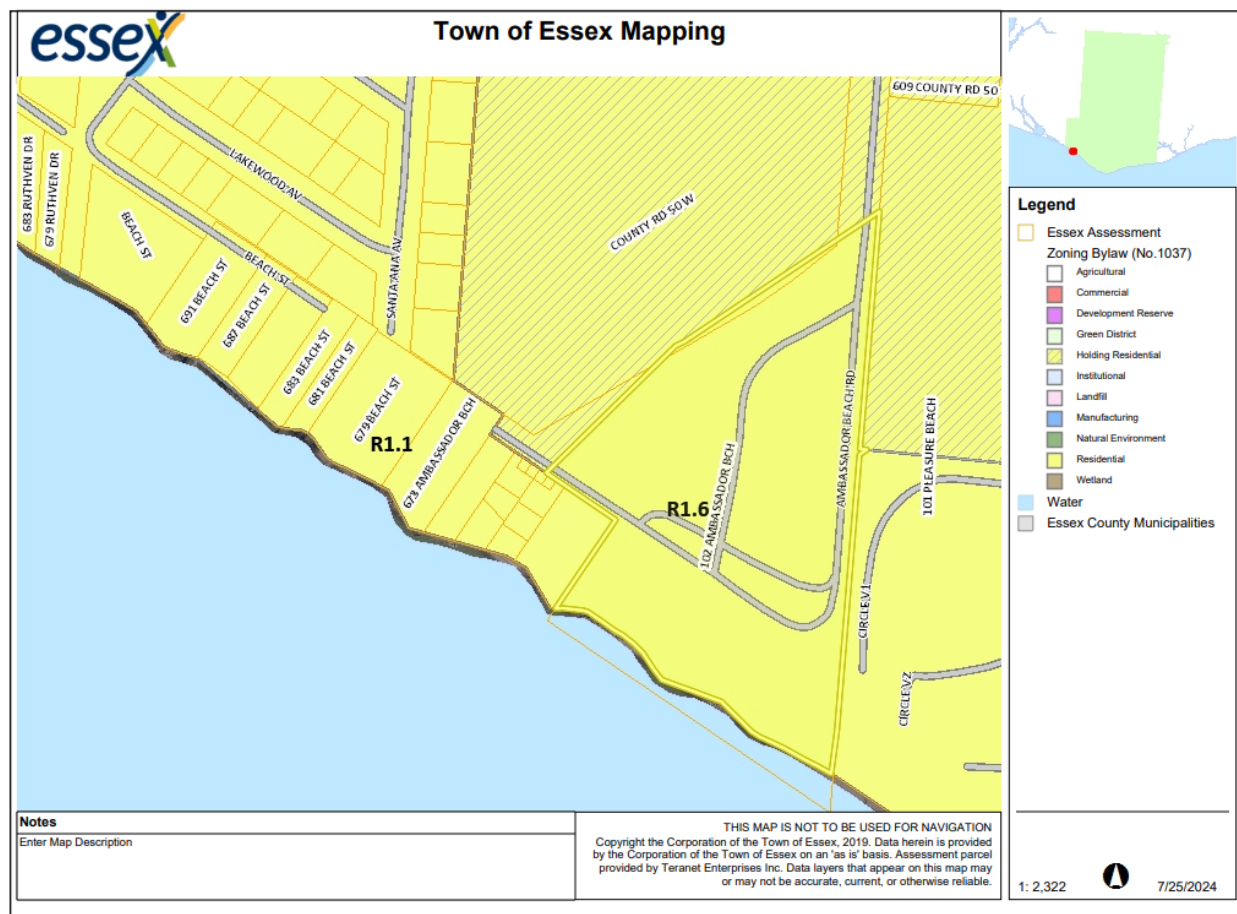 essex
Town of Essex Mapping
609 COUNTY RD 50
683 RUTHVEN DR
679 RUTHVEN DR
LAKEWOOD AV
BEACH ST
BEACH ST
SANTA ANA AV
COUNTY RD 50 W
691 BEACH ST
687 BEACH ST
683 BEACH ST
681 BEACH ST
679 BEACH ST
R1.1
673 AMBASSADOR BCH
R1.6
102 AMBASSADOR BCH
AMBASSADOR BEACH RD
101 PLEASURE BEACH
CIRCLE V1
CIRCLE VZ
Legend
Essex Assessment
Zoning Bylaw (No.1037)
Agricultural
Commercial
Development Reserve
Green District
Holding Residential
Institutional
Landfill
Manufacturing
Natural Environment
Residential
Wetland
Water
Essex County Municipalities
Notes
Enter Map Description
THIS MAP IS NOT TO BE USED FOR NAVIGATION
Copyright the Corporation of the Town of Essex, 2019. Data herein is provided
by the Corporation of the Town of Essex on an 'as is' basis. Assessment parcel
provided by Teranet Enterprises Inc. Data layers that appear on this map may
or may not be accurate, current, or otherwise reliable.
1: 2,322
7/25/2024